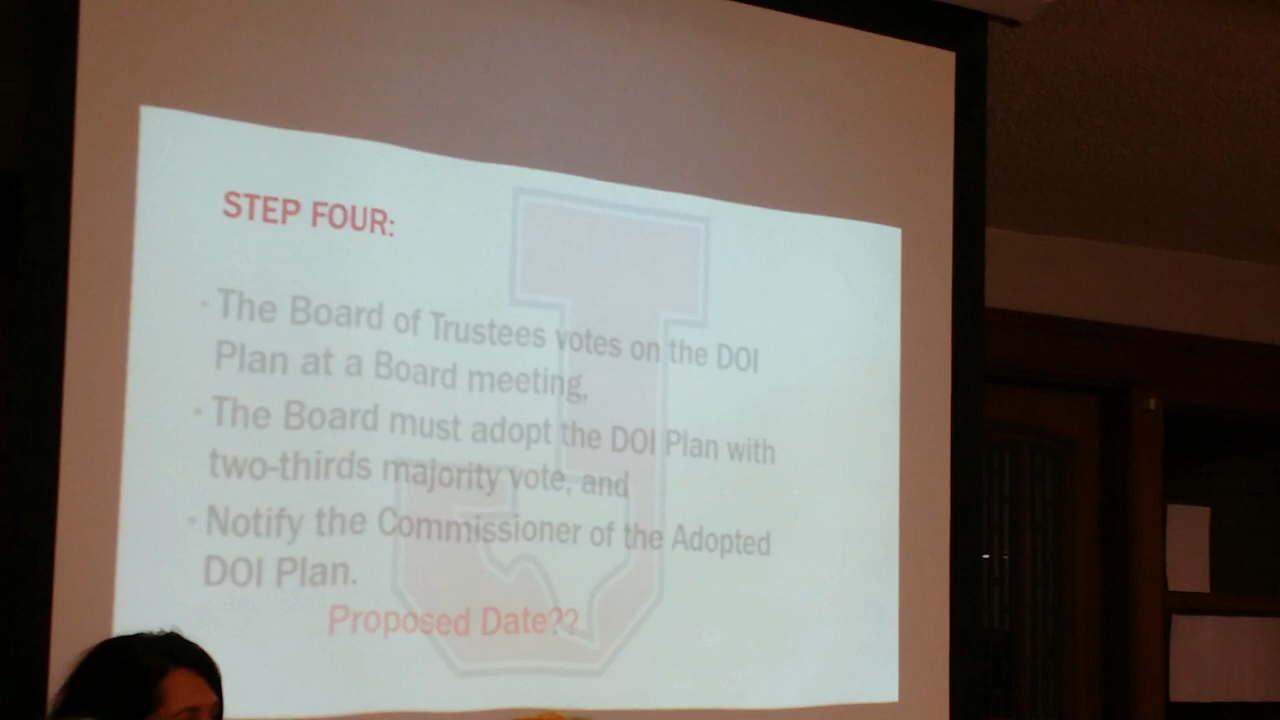 STEP FOUR:
· The Board of Trustees votes on the DOI
Plan at a Board meeting,
· The Board must adopt the DOI Plan with
two-thirds majority vote, and
· Notify the Commissioner of the Adopted
DOI Plan.
Proposed Date??